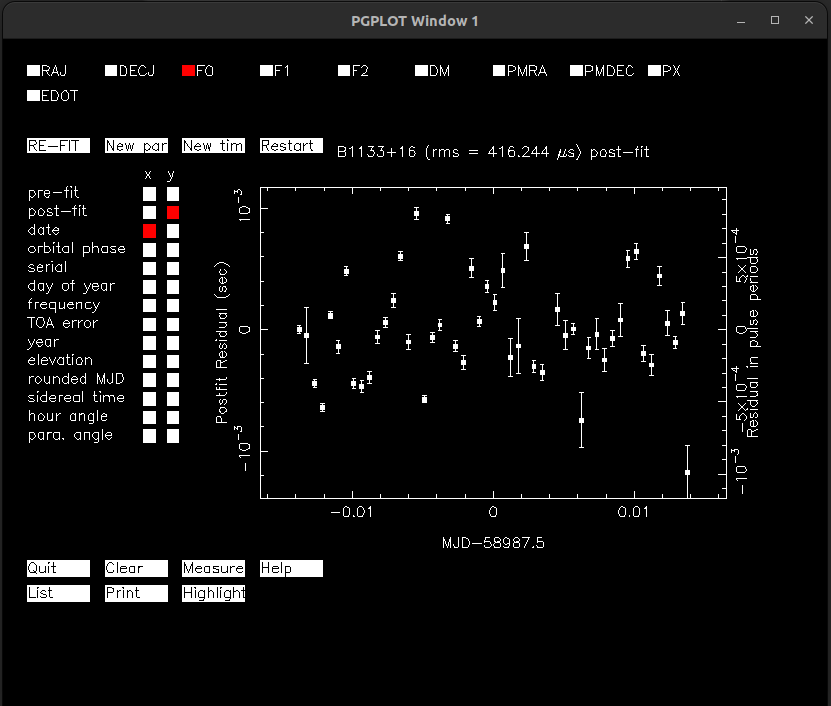 PGPLOT Window 1
RAJ DECJ F0 F1 F2 DM PMRA PMDEC PX
EDOT
RE-FIT New par New tim Restart
B1133+16 (rms = 416.244 μs) post-fit
x y
pre-fit
post-fit
date
orbital phase
serial
day of year
frequency
TOA error
year
elevation
rounded MJD
sidereal time
hour angle
para. angle
Postfit Residual (sec)
10⁻³
0
-10⁻³
5×10⁻⁴
0
-5×10⁻⁴
-10⁻³
Residual in pulse periods
-0.01 0 0.01
MJD-58987.5
Quit Clear Measure Help
List Print Highlight